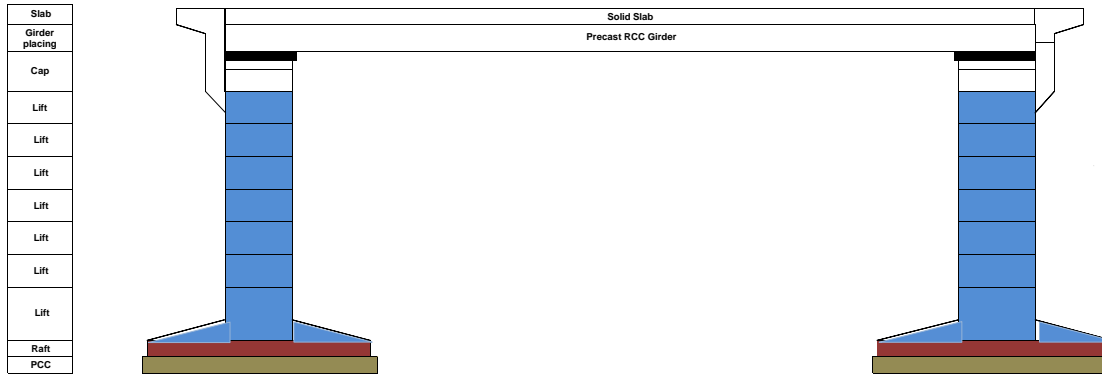 Slab
Solid Slab
Girder
placing
Precast RCC Girder
Cap
Lift
Lift
Lift
Lift
Lift
Lift
Lift
Raft
PCC